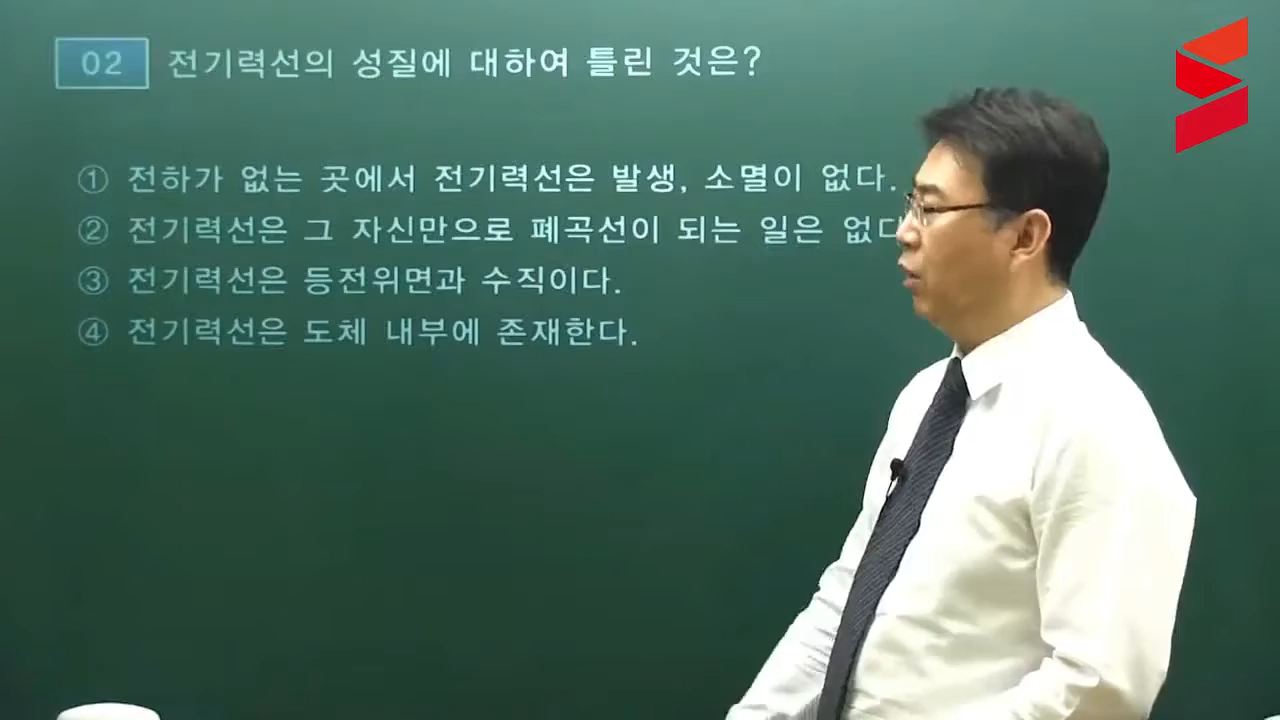 02 전기력선의 성질에 대하여 틀린 것은?
① 전하가 없는 곳에서 전기력선은 발생, 소멸이 없다.
② 전기력선은 그 자신만으로 폐곡선이 되는 일은 없다
③ 전기력선은 등전위면과 수직이다.
④ 전기력선은 도체 내부에 존재한다.